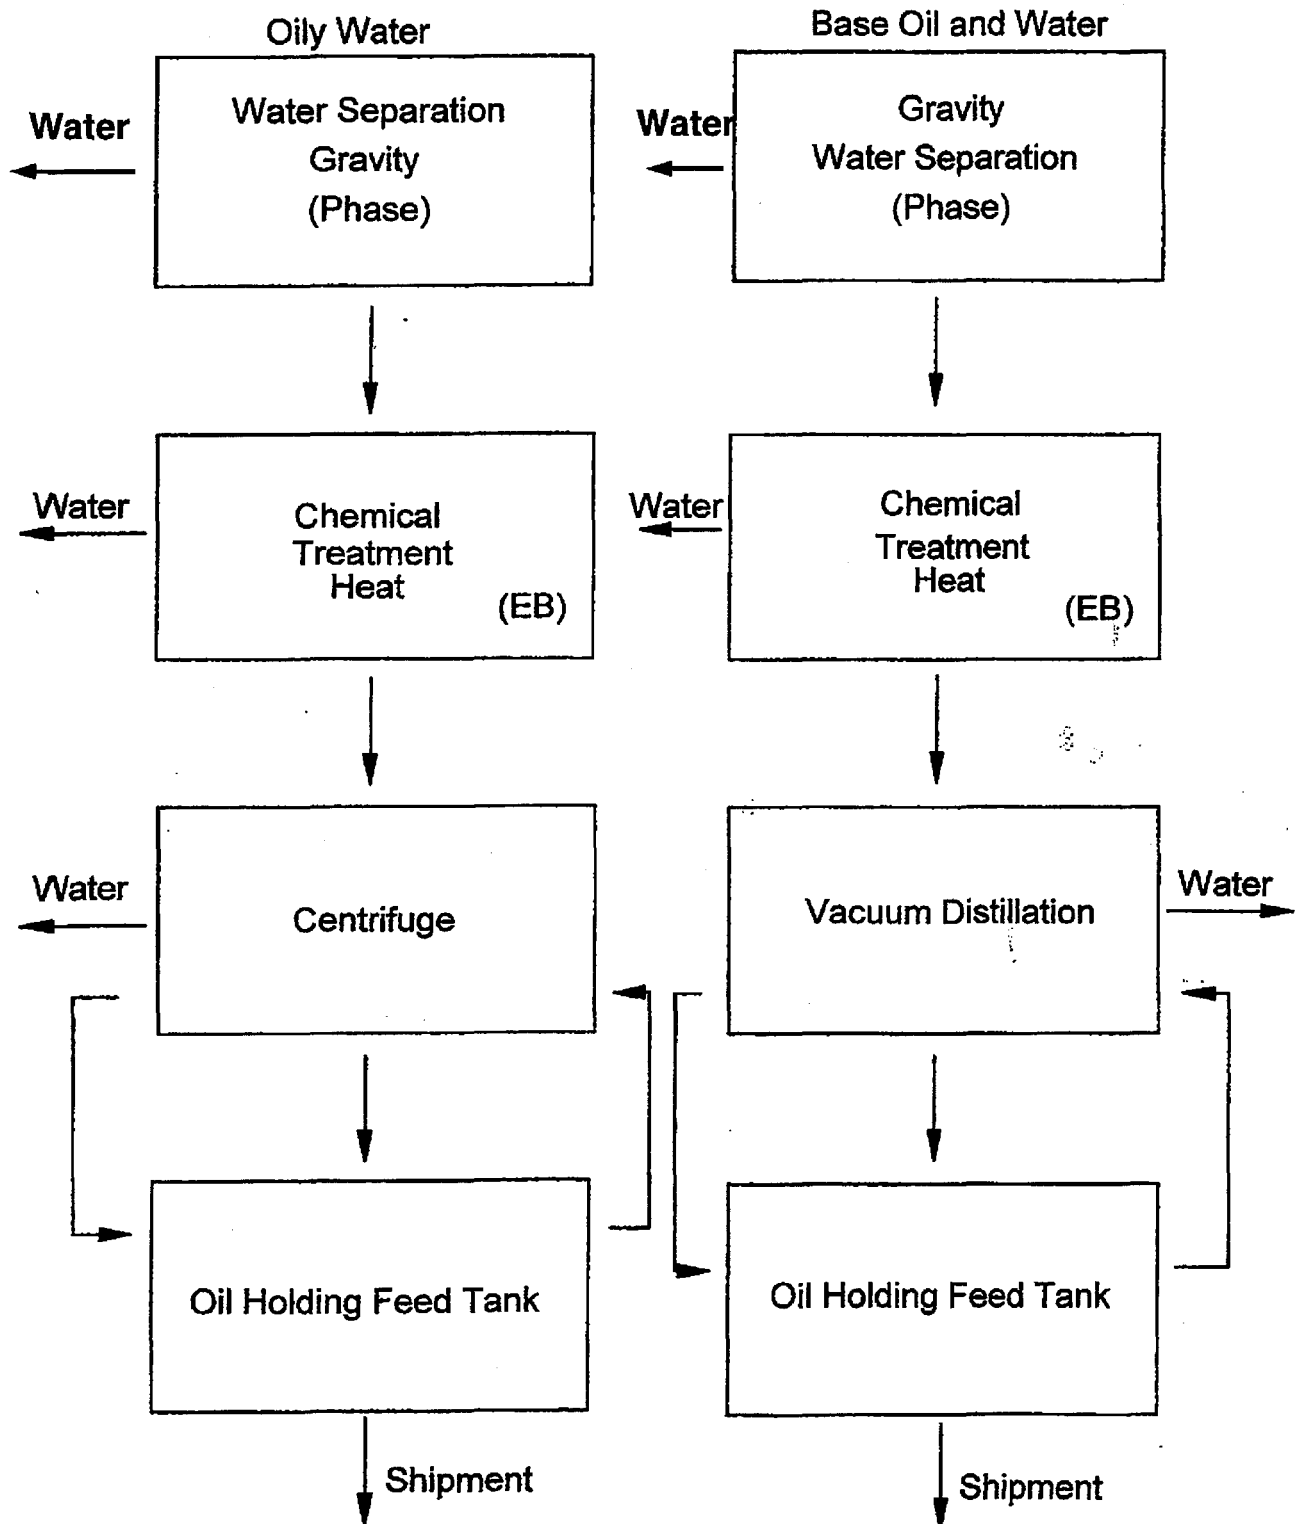 Oily Water
Water
Water Separation
Gravity
(Phase)
Water
Chemical
Treatment
Heat
(EB)
Water
Centrifuge
Oil Holding Feed Tank
Shipment
Base Oil and Water
Water
Gravity
Water Separation
(Phase)
Water
Chemical
Treatment
Heat
(EB)
Vacuum Distillation
Water
Oil Holding Feed Tank
Shipment